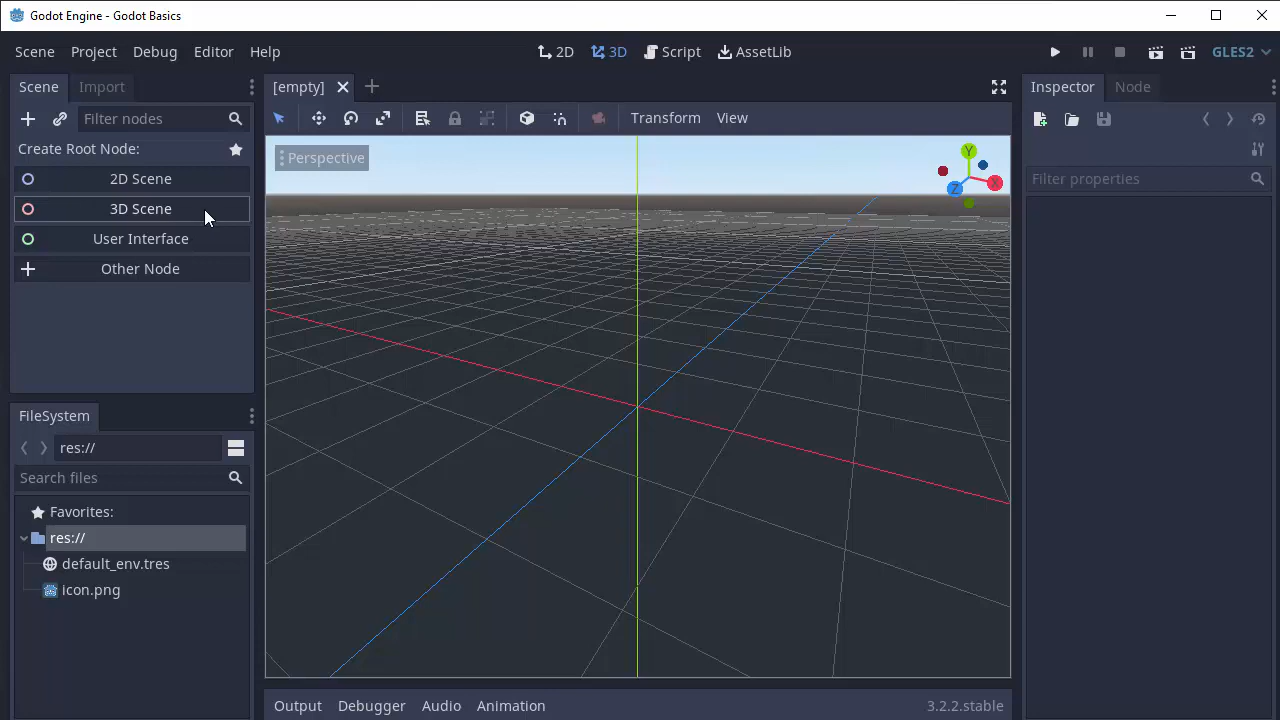 Godot Engine - Godot Basics
Scene Project Debug Editor Help 2D 3D Script AssetLib GLES2
Scene Import
[empty]
Inspector Node
Filter nodes
Transform View
Create Root Node:
Perspective
2D Scene
3D Scene
User Interface
Other Node
Y
X
Z
Filter properties
FileSystem
res://
Search files
Favorites:
res://
default_env.tres
icon.png
Output Debugger Audio Animation 3.2.2.stable